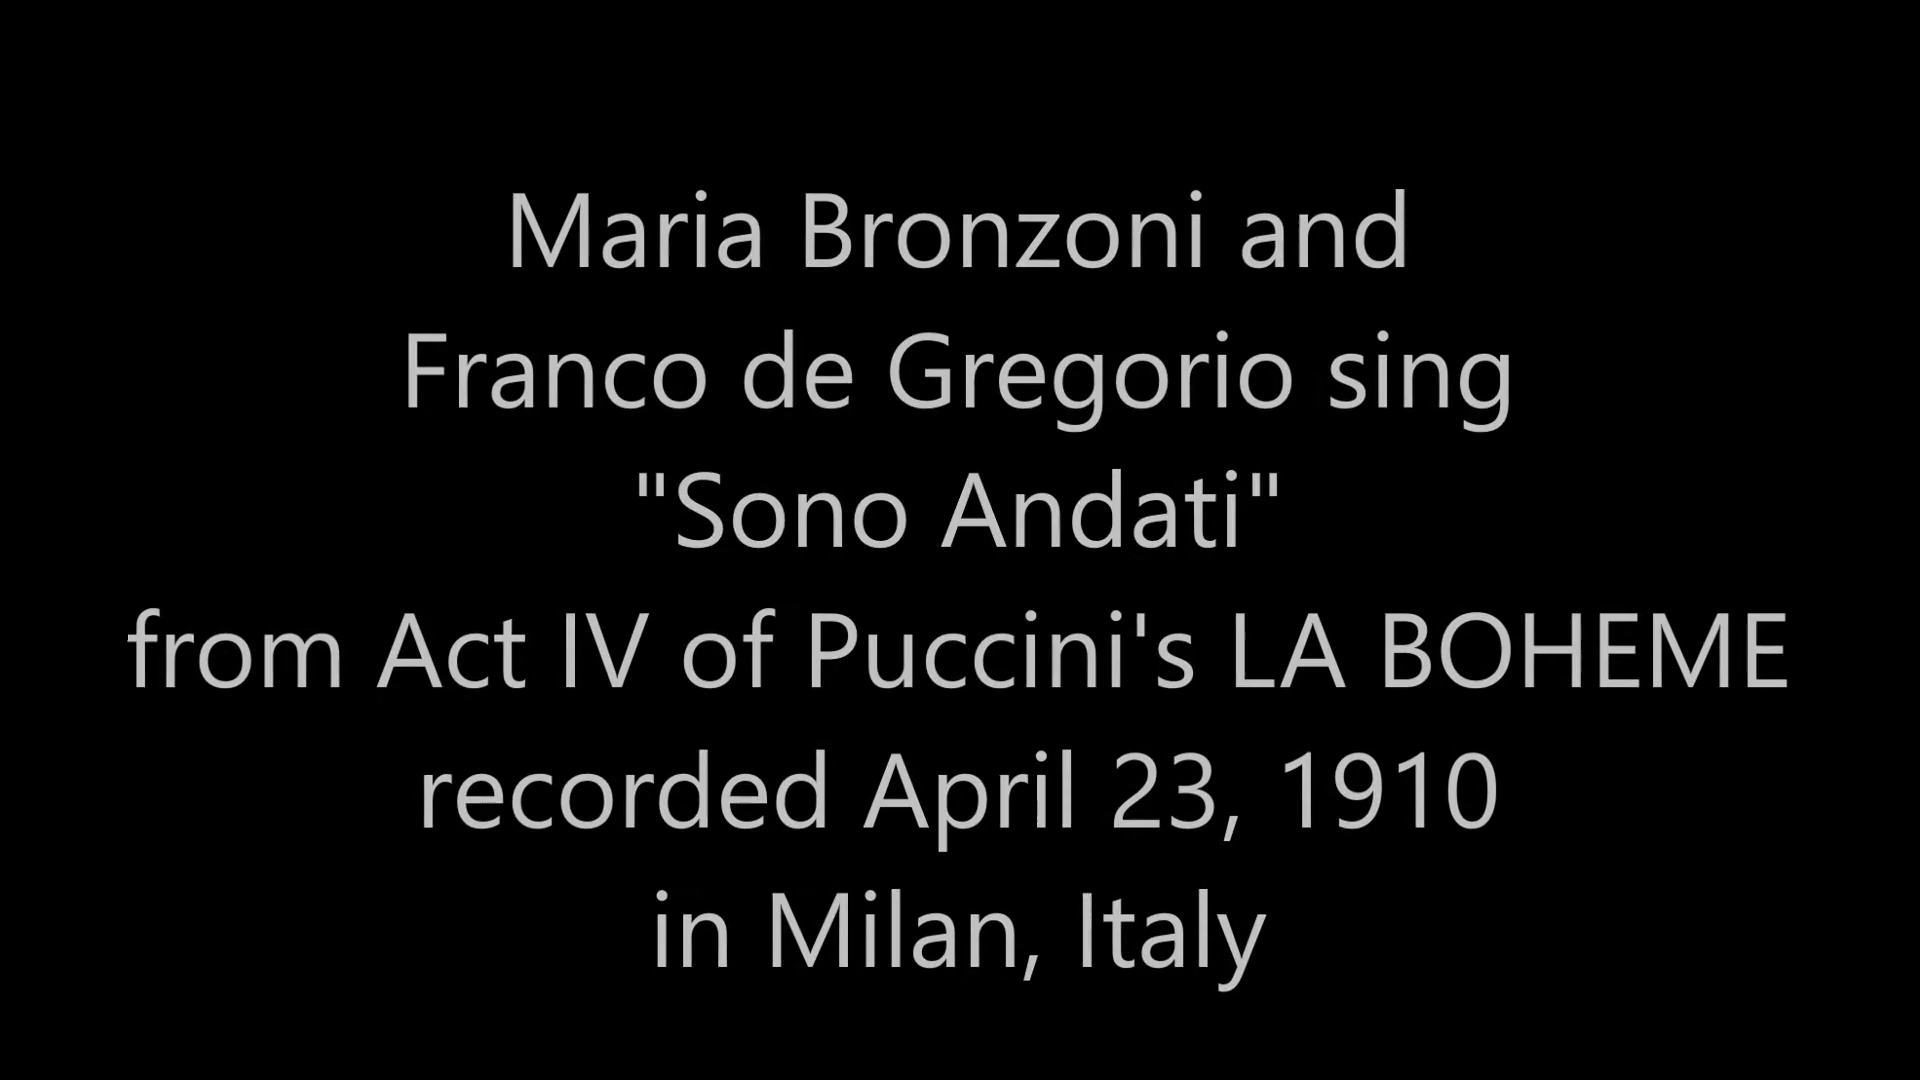 Maria Bronzoni and
Franco de Gregorio sing
"Sono Andati"
from Act IV of Puccini's LA BOHEME
recorded April 23, 1910
in Milan, Italy